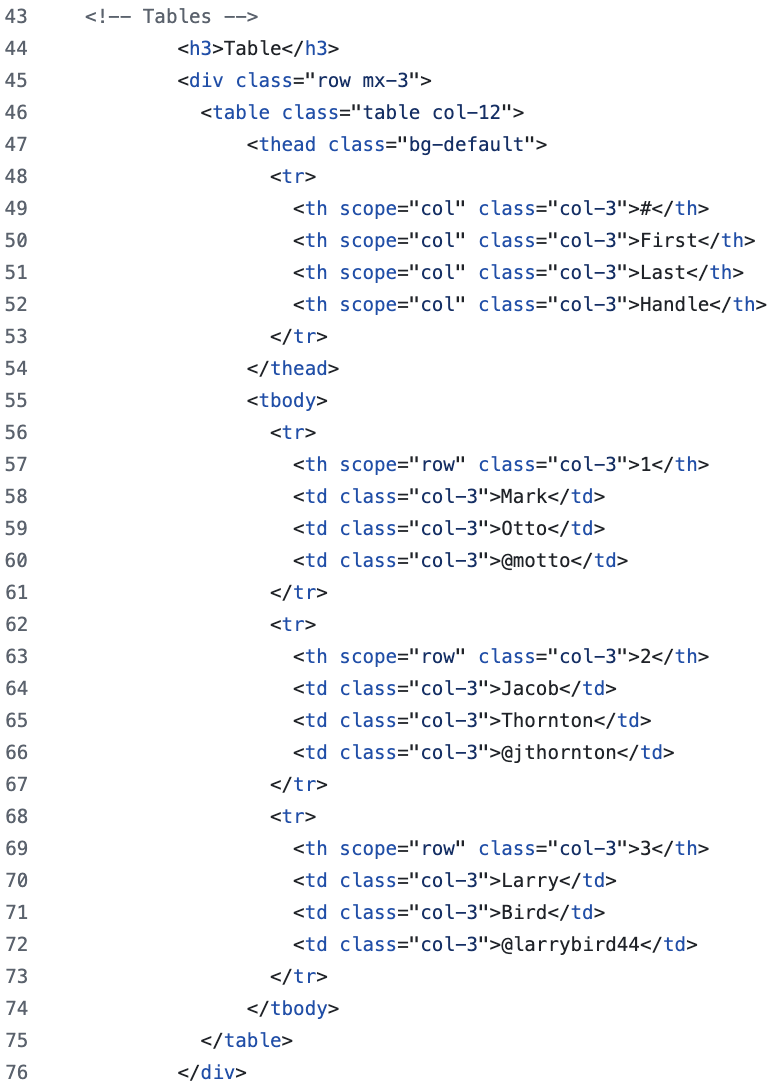 43 <!-- Tables -->
44 <h3>Table</h3>
45 <div class="row mx-3">
46 <table class="table col-12">
47 <thead class="bg-default">
48 <tr>
49 <th scope="col" class="col-3">#</th>
50 <th scope="col" class="col-3">First</th>
51 <th scope="col" class="col-3">Last</th>
52 <th scope="col" class="col-3">Handle</th>
53 </tr>
54 </thead>
55 <tbody>
56 <tr>
57 <th scope="row" class="col-3">1</th>
58 <td class="col-3">Mark</td>
59 <td class="col-3">Otto</td>
60 <td class="col-3">@motto</td>
61 </tr>
62 <tr>
63 <th scope="row" class="col-3">2</th>
64 <td class="col-3">Jacob</td>
65 <td class="col-3">Thornton</td>
66 <td class="col-3">@jthornton</td>
67 </tr>
68 <tr>
69 <th scope="row" class="col-3">3</th>
70 <td class="col-3">Larry</td>
71 <td class="col-3">Bird</td>
72 <td class="col-3">@larrybird44</td>
73 </tr>
74 </tbody>
75 </table>
76 </div>